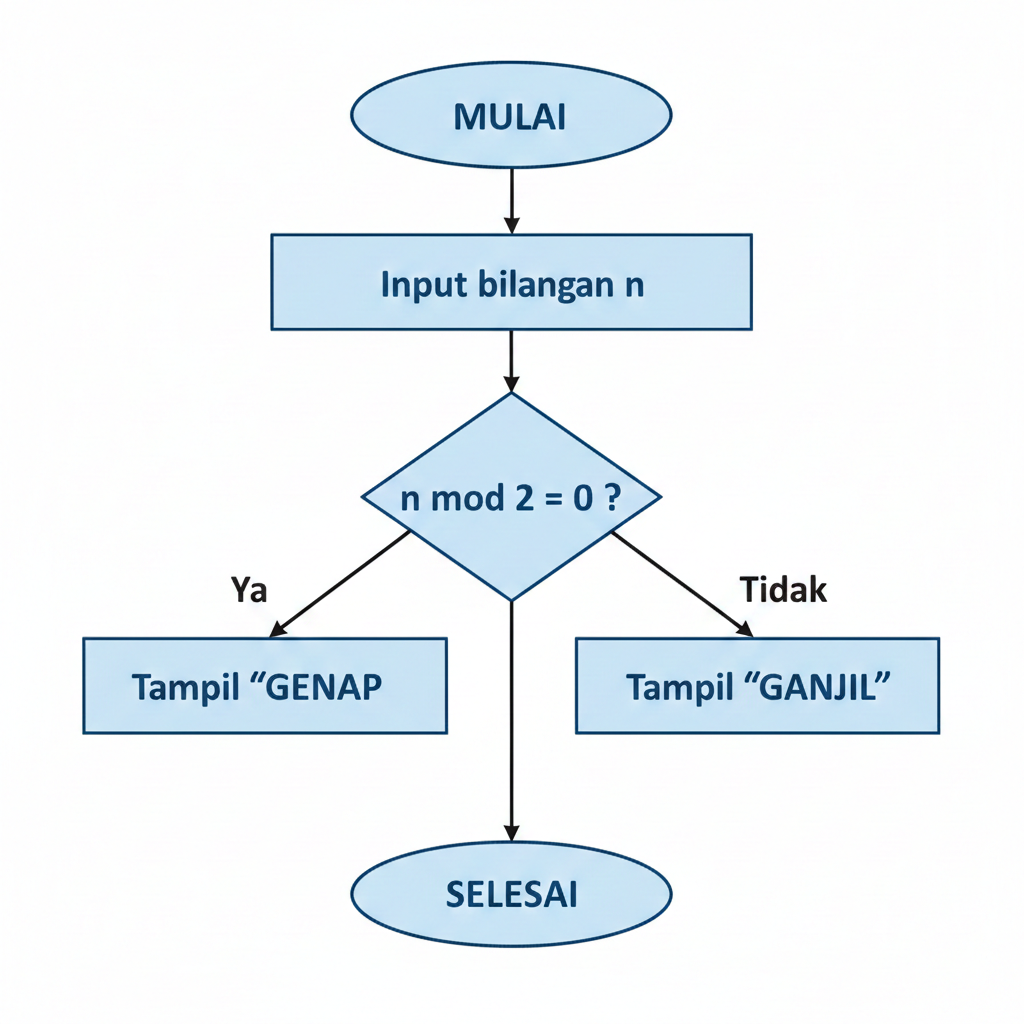 MULAI
Input bilangan n
n mod 2 = 0 ?
Ya
Tidak
Tampil “GENAP
Tampil “GANJIL”
SELESAI